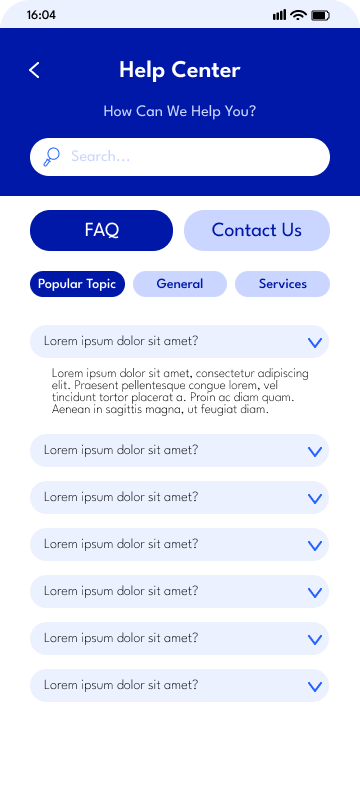 16:04
Help Center
How Can We Help You?
Search...
FAQ
Contact Us
Popular Topic
General
Services
Lorem ipsum dolor sit amet?
Lorem ipsum dolor sit amet, consectetur adipiscing
elit. Praesent pellentesque congue lorem, vel
tincidunt tortor placerat a. Proin ac diam quam.
Aenean in sagittis magna, ut feugiat diam.
Lorem ipsum dolor sit amet?
Lorem ipsum dolor sit amet?
Lorem ipsum dolor sit amet?
Lorem ipsum dolor sit amet?
Lorem ipsum dolor sit amet?
Lorem ipsum dolor sit amet?